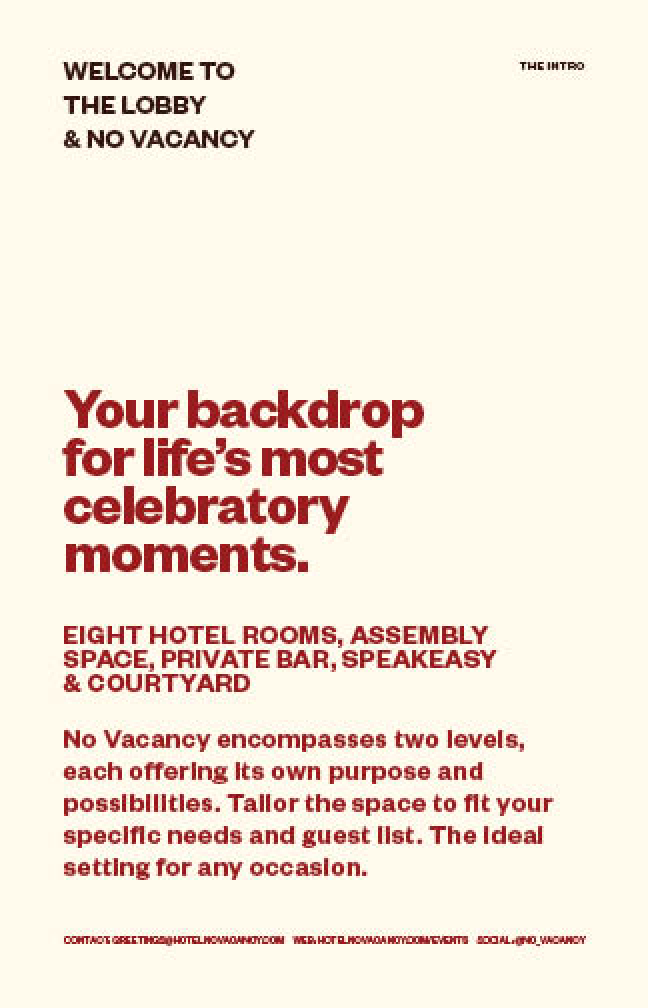 WELCOME TO
THE LOBBY
& NO VACANCY
THE INTRO
Your backdrop
for life’s most
celebratory
moments.
EIGHT HOTEL ROOMS, ASSEMBLY
SPACE, PRIVATE BAR, SPEAKEASY
& COURTYARD
No Vacancy encompasses two levels,
each offering its own purpose and
possibilities. Tailor the space to fit your
specific needs and guest list. The ideal
setting for any occasion.
CONTACT: GREETINGS@HOTELNOVACANCY.COM WEB: HOTELNOVACANCY.COM/EVENTS SOCIAL: @NO_VACANCY